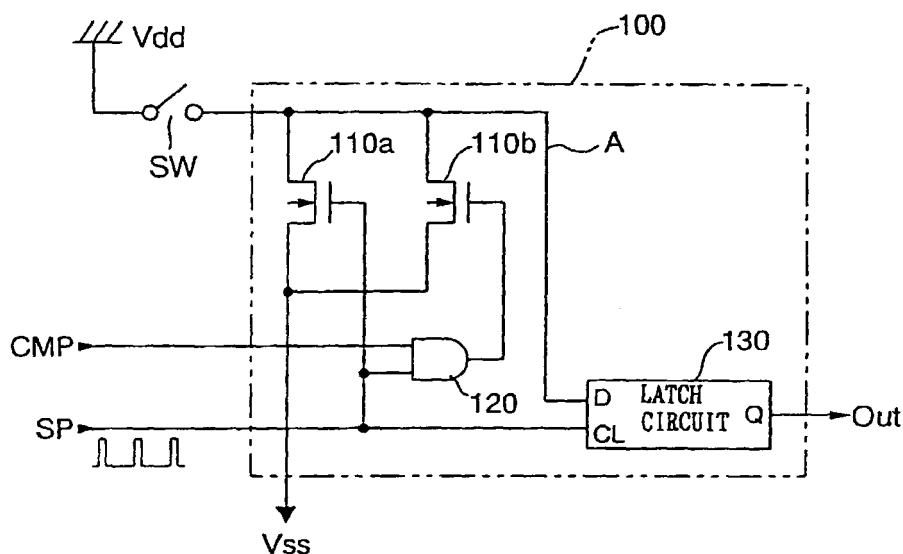 100
Vdd
SW
110a
110b
A
CMP
120
130
D LATCH CIRCUIT Q
CL
SP
Out
Vss